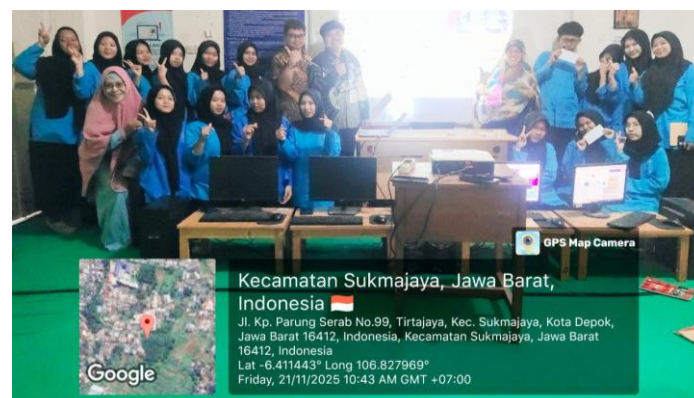 GPS Map Camera
Kecamatan Sukmajaya, Jawa Barat,
Indonesia 🇮🇩
Jl. Kp. Parung Serab No.99, Tirtajaya, Kec. Sukmajaya, Kota Depok,
Jawa Barat 16412, Indonesia, Kecamatan Sukmajaya, Jawa Barat
16412, Indonesia
Lat -6.411443° Long 106.827969°
Friday, 21/11/2025 10:43 AM GMT +07:00
Google